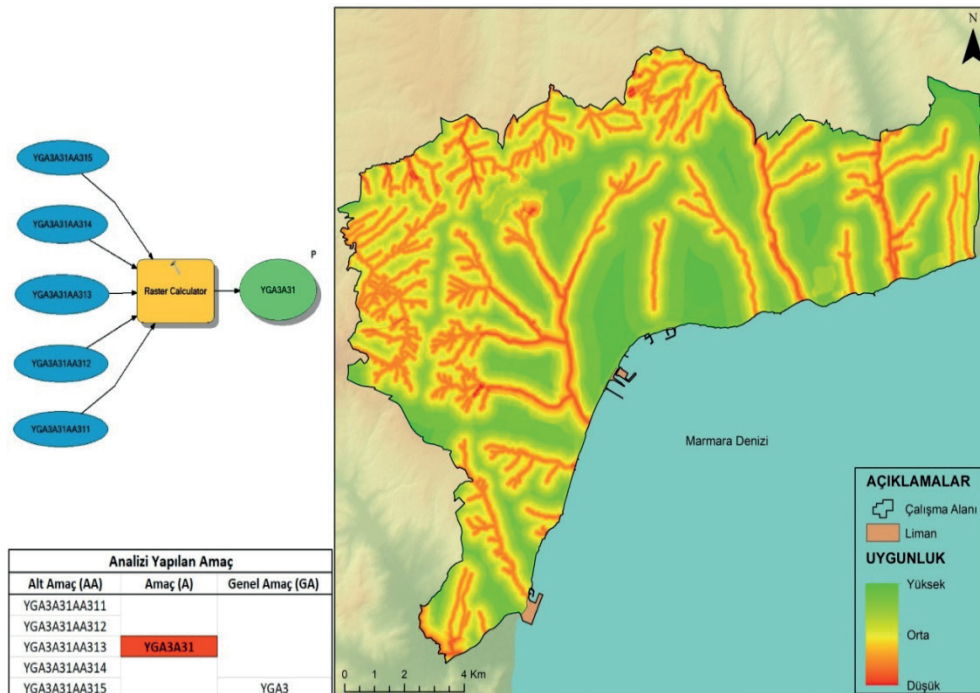 YGA3A31AA315
YGA3A31AA314
YGA3A31AA313
YGA3A31AA312
YGA3A31AA311
Raster Calculator
P
YGA3A31
Analizi Yapılan Amaç
Alt Amaç (AA) Amaç (A) Genel Amaç (GA)
YGA3A31AA311
YGA3A31AA312
YGA3A31AA313 YGA3A31
YGA3A31AA314
YGA3A31AA315 YGA3
N
Marmara Denizi
AÇIKLAMALAR
Çalışma Alanı
Liman
UYGUNLUK
Yüksek
Orta
Düşük
0 1 2 4 Km